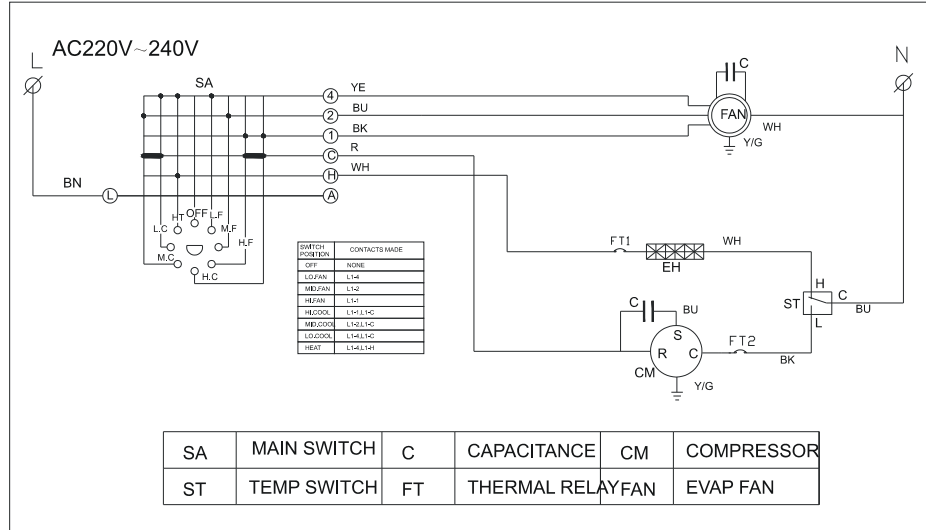 L
AC220V~240V
N
SA
C
4 YE
2 BU
FAN
1 BK
WH
C R
Y/G
H WH
BN
L
A
HT
OFF
L.F
L.C
M.F
H.F
M.C
H.C
SWITCH POSITION CONTACTS MADE
OFF NONE
LO.FAN L1-4
MID.FAN L1-2
HI.FAN L1-1
HI.COOL L1-1,L1-C
MID.COOL L1-2,L1-C
LO.COOL L1-4,L1-C
HEAT L1-4,L1-H
FT1
WH
EH
H
ST
C
BU
L
C
BU
S
R
C
FT2
BK
CM
Y/G
SA MAIN SWITCH C CAPACITANCE CM COMPRESSOR
ST TEMP SWITCH FT THERMAL RELAY FAN EVAP FAN